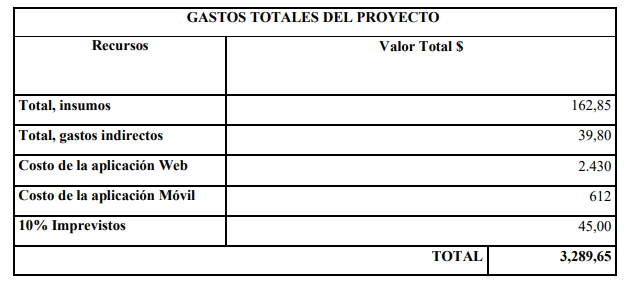 GASTOS TOTALES DEL PROYECTO
Recursos Valor Total $
Total, insumos 162,85
Total, gastos indirectos 39,80
Costo de la aplicación Web 2.430
Costo de la aplicación Móvil 612
10% Imprevistos 45,00
TOTAL 3,289,65